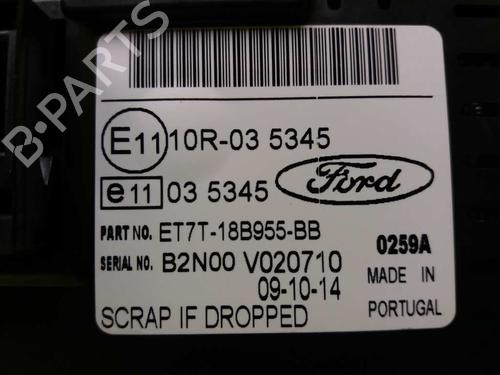 B-PARTS
E11 10R-03 5345
e11 03 5345 Ford
PART NO. ET7T-18B955-BB 0259A
SERIAL NO. B2N00 V020710 MADE IN
09-10-14 PORTUGAL
SCRAP IF DROPPED